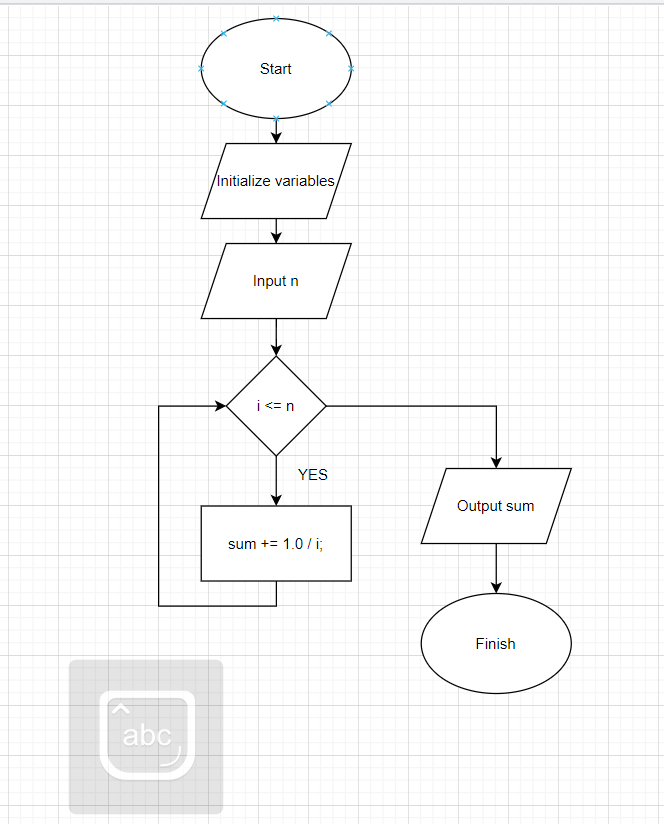 Start
Initialize variables
Input n
i <= n
YES
sum += 1.0 / i;
Output sum
Finish
abc